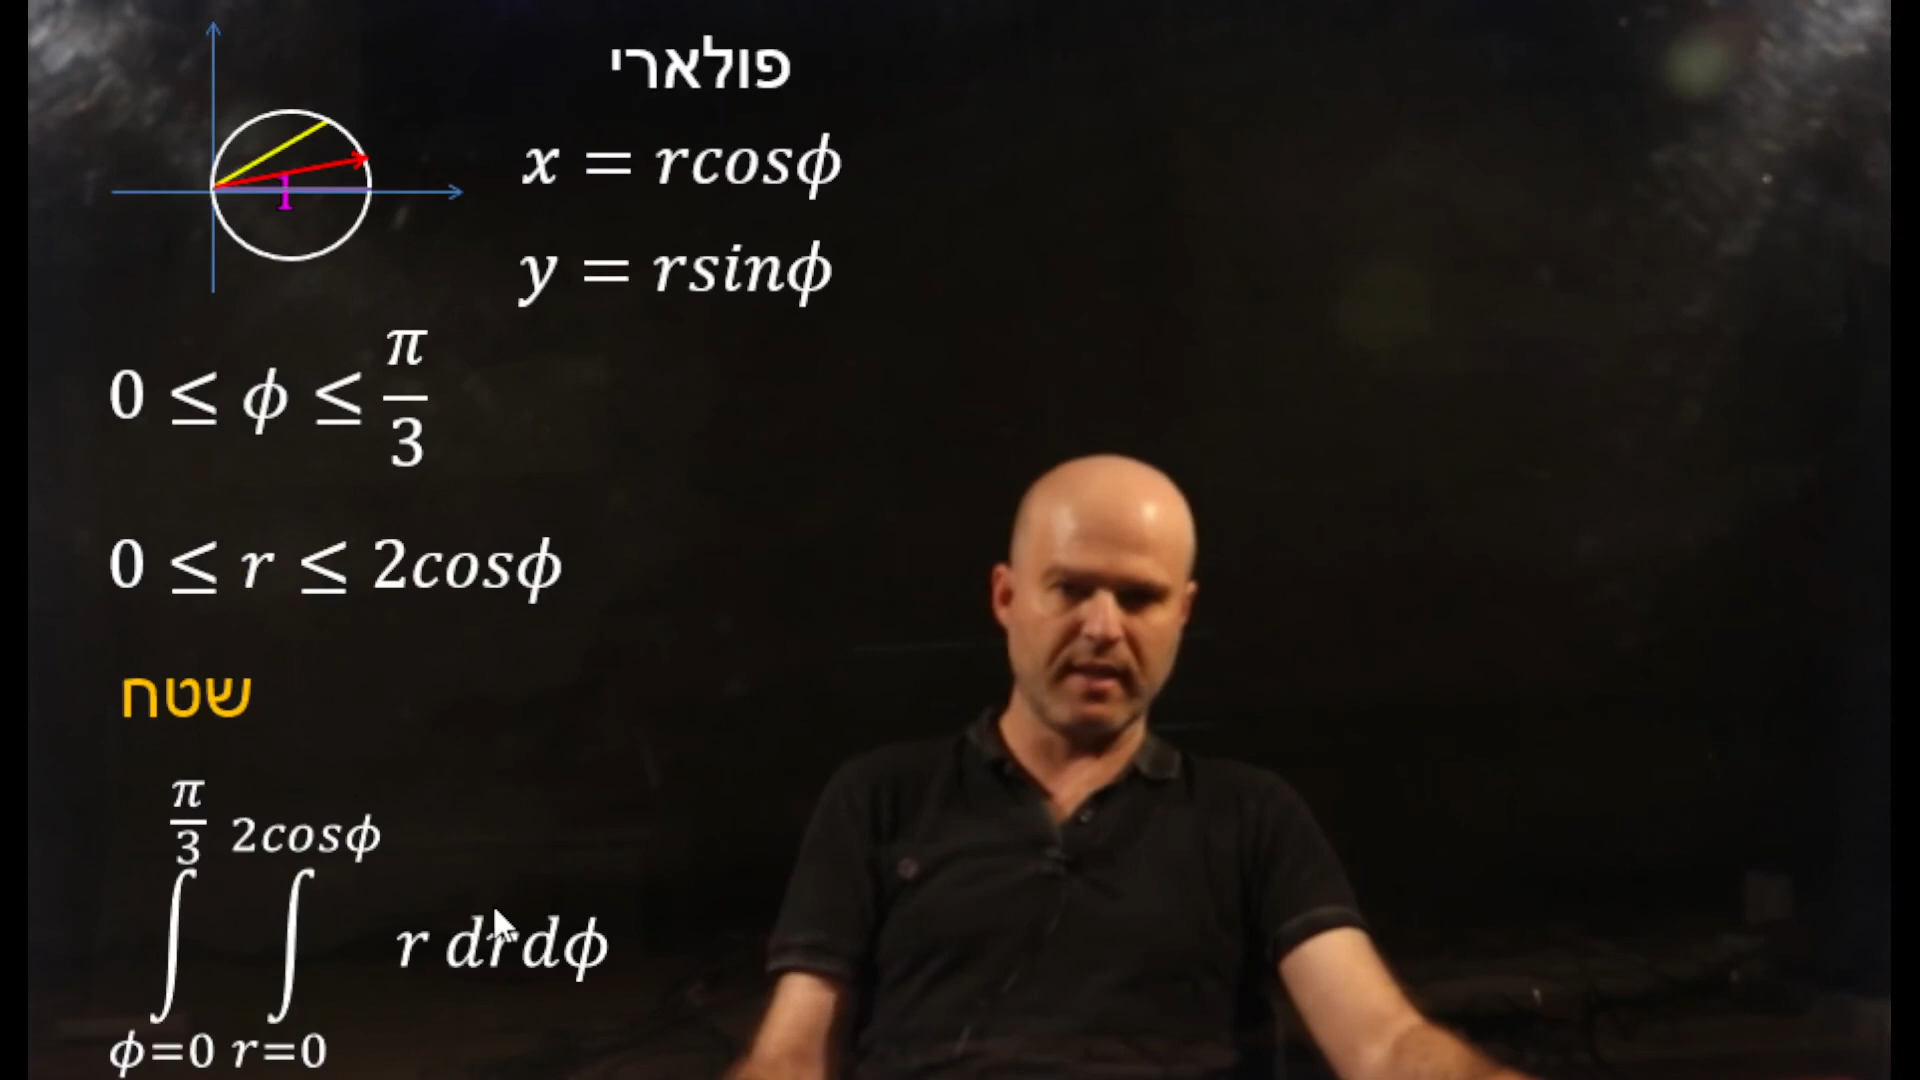 פולארי
1
x = rcosϕ
y = rsinϕ
0 ≤ ϕ ≤ π/3
0 ≤ r ≤ 2cosϕ
שטח
∫_{ϕ=0}^{π/3} ∫_{r=0}^{2cosϕ} r drdϕ